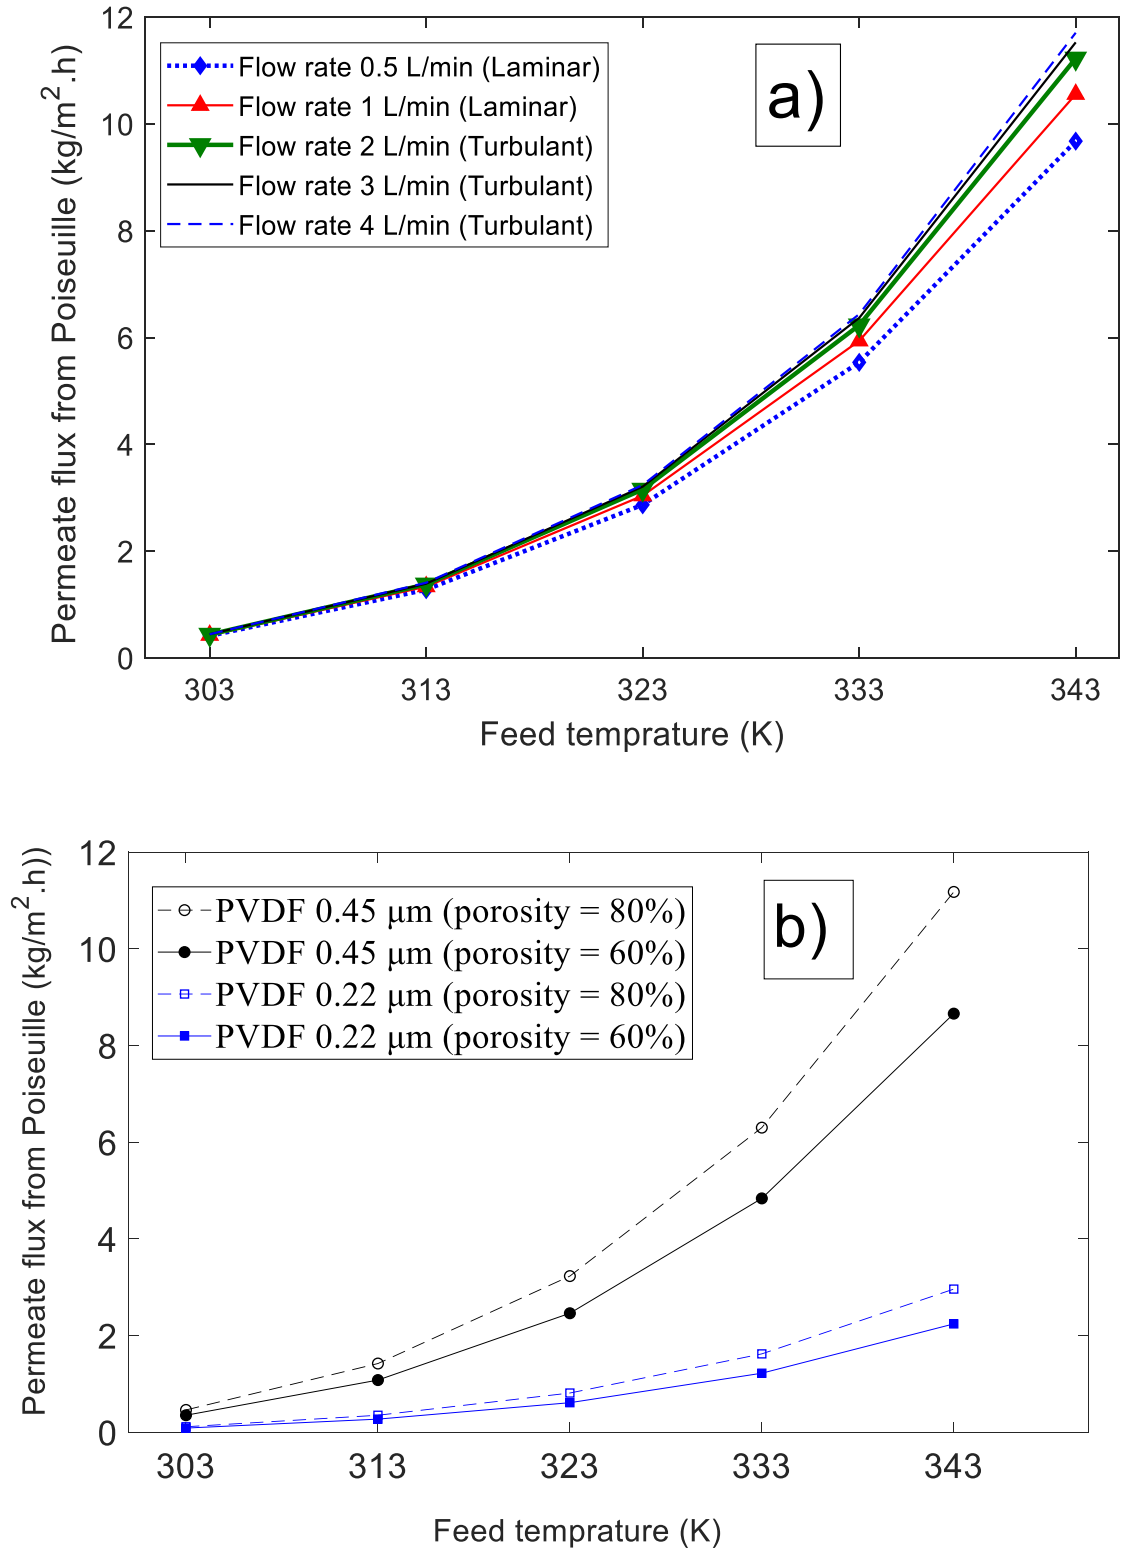 12
10
8
6
4
2
0
Permeate flux from Poiseuille (kg/m².h)
Flow rate 0.5 L/min (Laminar)
Flow rate 1 L/min (Laminar)
Flow rate 2 L/min (Turbulant)
Flow rate 3 L/min (Turbulant)
Flow rate 4 L/min (Turbulant)
a)
303 313 323 333 343
Feed temprature (K)
12
10
8
6
4
2
0
Permeate flux from Poiseuille (kg/m².h))
PVDF 0.45 μm (porosity = 80%)
PVDF 0.45 μm (porosity = 60%)
PVDF 0.22 μm (porosity = 80%)
PVDF 0.22 μm (porosity = 60%)
b)
303 313 323 333 343
Feed temprature (K)